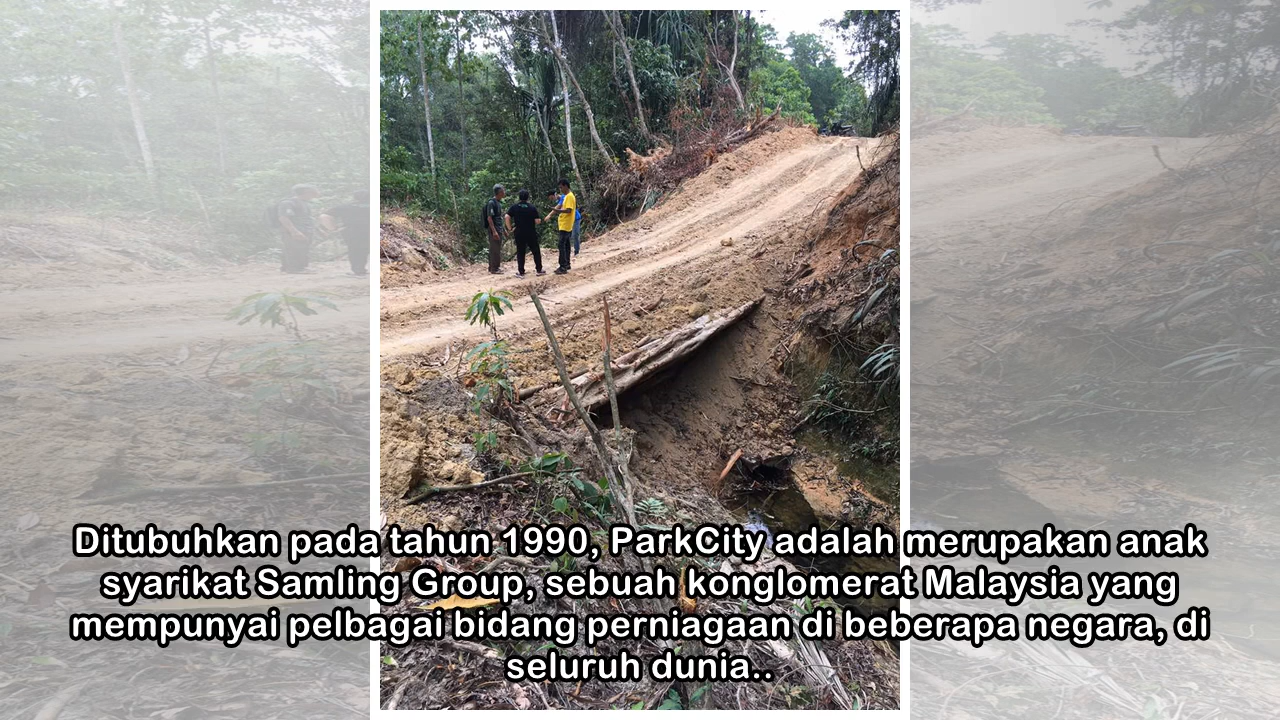 Ditubuhkan pada tahun 1990, ParkCity adalah merupakan anak
syarikat Samling Group, sebuah konglomerat Malaysia yang
mempunyai pelbagai bidang perniagaan di beberapa negara, di
seluruh dunia..